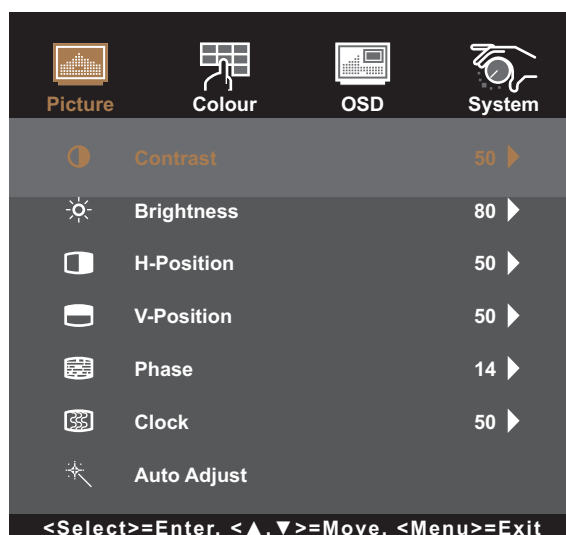 Picture Colour OSD System
Contrast 50
Brightness 80
H-Position 50
V-Position 50
Phase 14
Clock 50
Auto Adjust
<Select>=Enter, <▲,▼>=Move, <Menu>=Exit